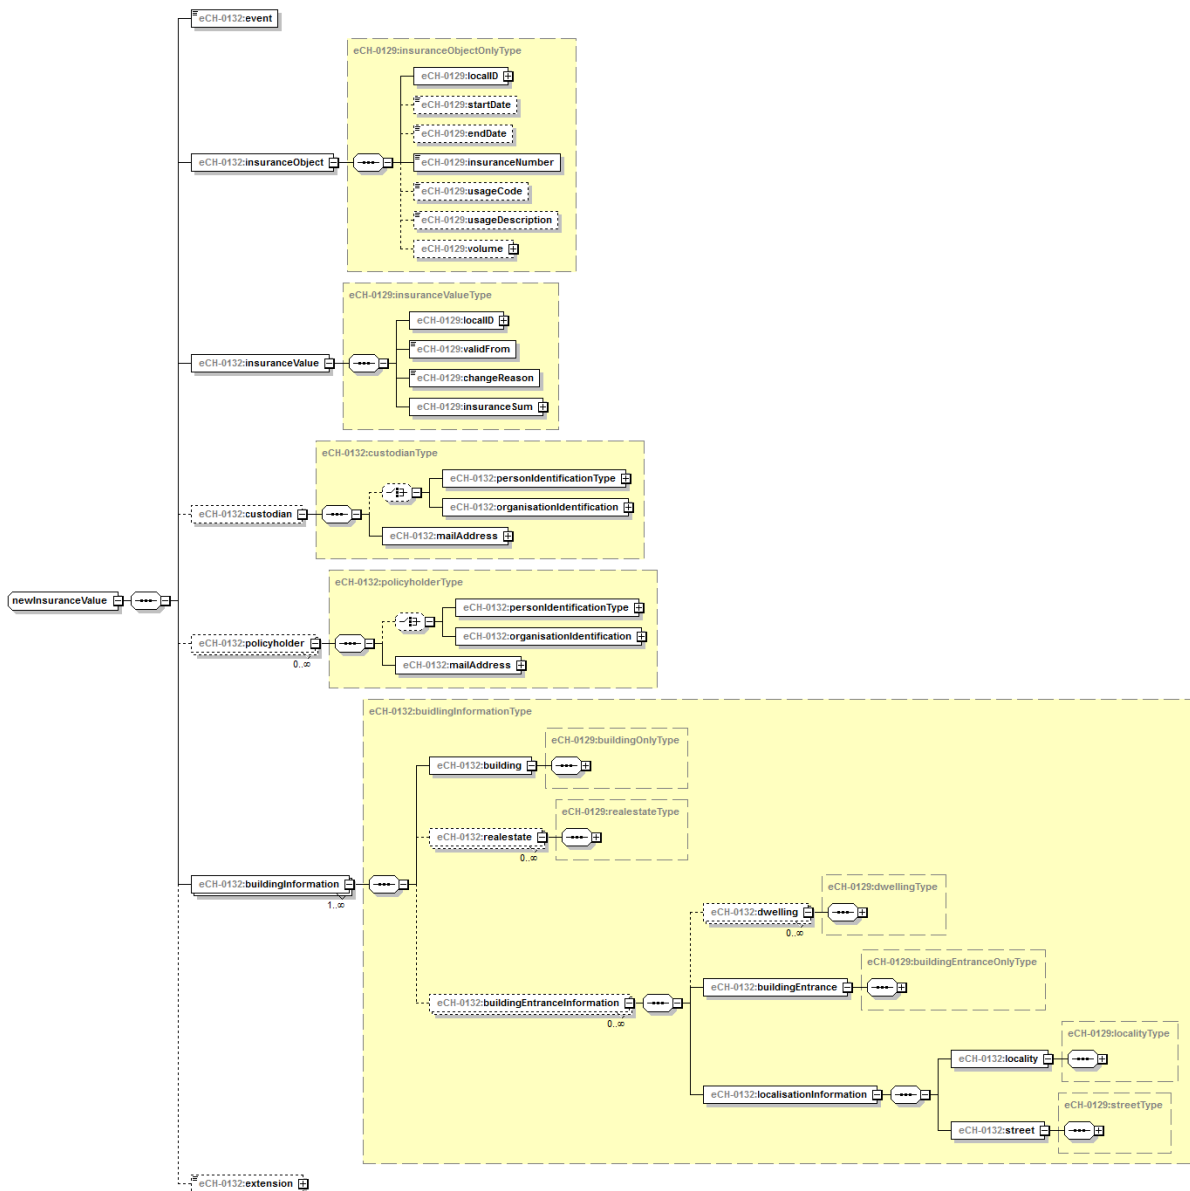 eCH-0132:event
eCH-0129:insuranceObjectOnlyType
eCH-0129:localID
eCH-0129:startDate
eCH-0129:endDate
eCH-0132:insuranceObject
eCH-0129:insuranceNumber
eCH-0129:usageCode
eCH-0129:usageDescription
eCH-0129:volume
eCH-0129:insuranceValueType
eCH-0129:localID
eCH-0129:validFrom
eCH-0132:insuranceValue
eCH-0129:changeReason
eCH-0129:insuranceSum
eCH-0132:custodianType
eCH-0132:personIdentificationType
eCH-0132:organisationIdentification
eCH-0132:custodian
eCH-0132:mailAddress
eCH-0132:policyholderType
newInsuranceValue
eCH-0132:personIdentificationType
eCH-0132:organisationIdentification
eCH-0132:policyholder
0..∞
eCH-0132:mailAddress
eCH-0132:buidlingInformationType
eCH-0129:buildingOnlyType
eCH-0132:building
eCH-0129:realestateType
eCH-0132:realestate
0..∞
eCH-0132:buildingInformation
1..∞
eCH-0129:dwellingType
eCH-0132:dwelling
0..∞
eCH-0129:buildingEntranceOnlyType
eCH-0132:buildingEntrance
eCH-0132:buildingEntranceInformation
0..∞
eCH-0129:localityType
eCH-0132:locality
eCH-0132:localisationInformation
eCH-0129:streetType
eCH-0132:street
eCH-0132:extension